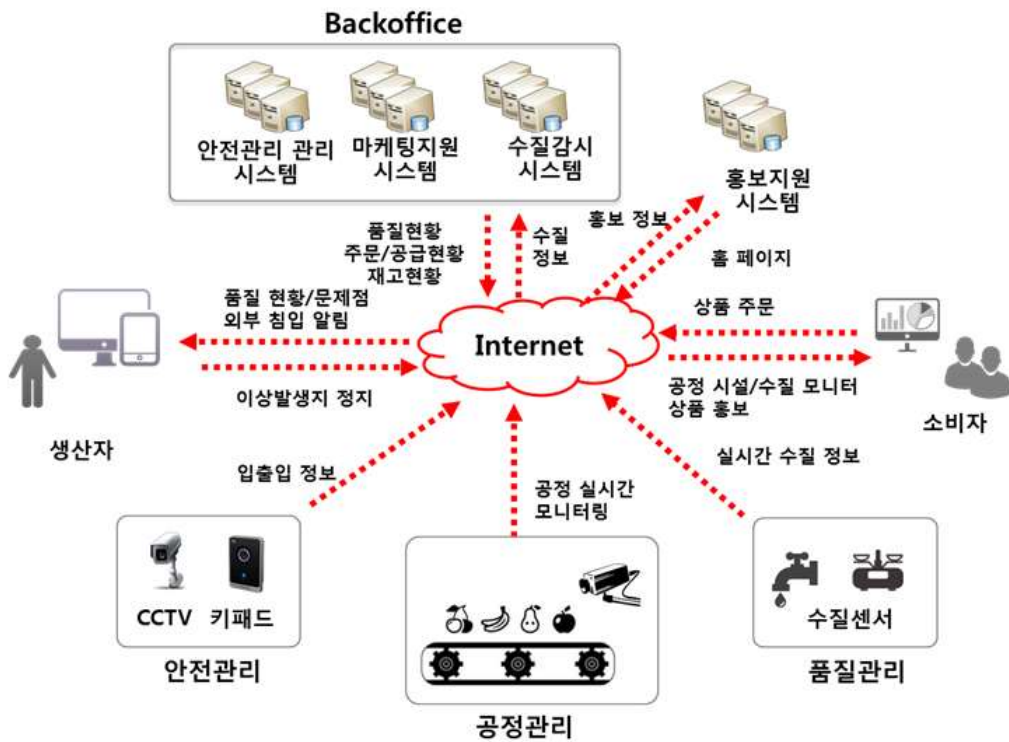 Backoffice
안전관리 관리
시스템
마케팅지원
시스템
수질감시
시스템
홍보지원
시스템
품질현황
주문/공급현황
재고현황
수질
정보
홍보 정보
홈 페이지
품질 현황/문제점
외부 침입 알림
Internet
상품 주문
이상발생지 정지
공정 시설/수질 모니터
상품 홍보
생산자
소비자
입출입 정보
공정 실시간
모니터링
실시간 수질 정보
CCTV
키패드
수질센서
안전관리
공정관리
품질관리